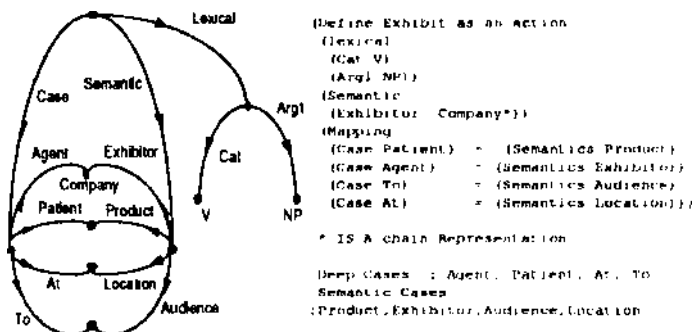 Lexical
Case
Semantic
Arg1
Agent
Exhibitor
Cat
Company
Patient
Product
V
NP
At
Location
To
Audience
(Define Exhibit as an action
(lexical
(Cat V)
(Arg1 NP))
(Semantic
(Exhibitor Company*))
(Mapping
(Case Patient) = (Semantics Product)
(Case Agent) = (Semantics Exhibitor)
(Case To) = (Semantics Audience)
(Case At) = (Semantics Location)))
* IS A chain Representation
Deep Cases : Agent, Patient, At, To
Semantic Cases
:Product,Exhibitor,Audience,Location